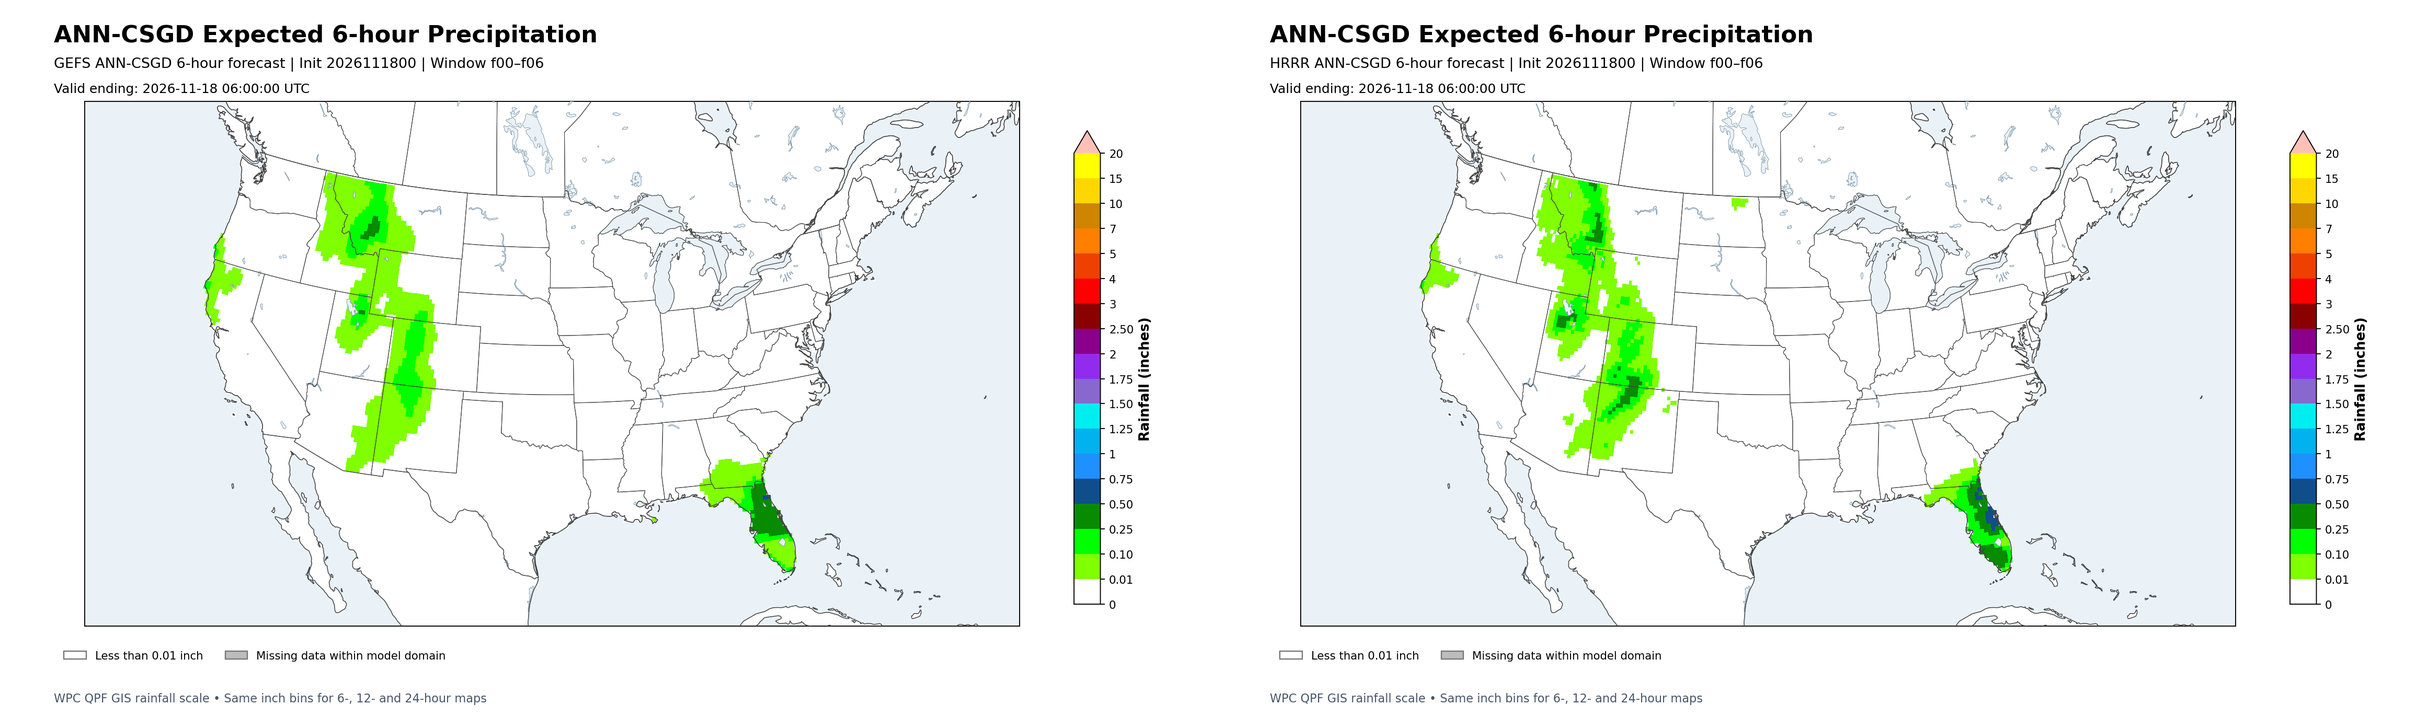 ANN-CSGD Expected 6-hour Precipitation
GEFS ANN-CSGD 6-hour forecast | Init 2026111800 | Window f00–f06
Valid ending: 2026-11-18 06:00:00 UTC
20
15
10
7
5
4
3
2.50
2
1.75
1.50
1.25
1
0.75
0.50
0.25
0.10
0.01
0
Rainfall (inches)
Less than 0.01 inch
Missing data within model domain
WPC QPF GIS rainfall scale • Same inch bins for 6-, 12- and 24-hour maps
ANN-CSGD Expected 6-hour Precipitation
HRRR ANN-CSGD 6-hour forecast | Init 2026111800 | Window f00–f06
Valid ending: 2026-11-18 06:00:00 UTC
20
15
10
7
5
4
3
2.50
2
1.75
1.50
1.25
1
0.75
0.50
0.25
0.10
0.01
0
Rainfall (inches)
Less than 0.01 inch
Missing data within model domain
WPC QPF GIS rainfall scale • Same inch bins for 6-, 12- and 24-hour maps